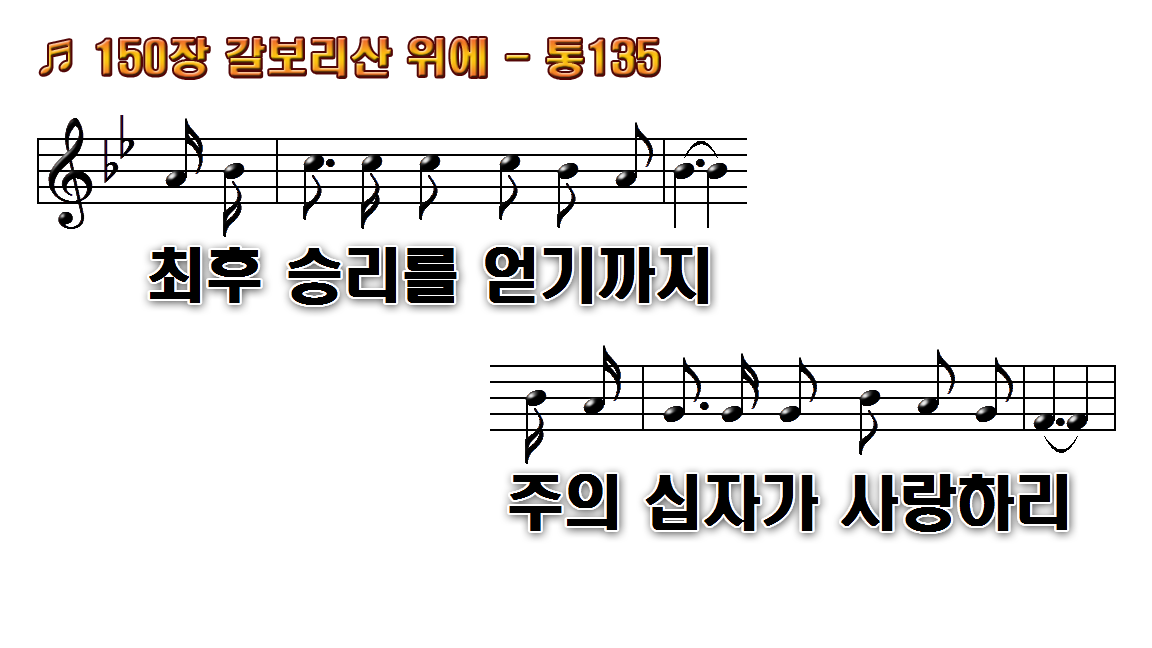 ♬ 150장 갈보리산 위에 - 통135
최후 승리를 얻기까지
주의 십자가 사랑하리